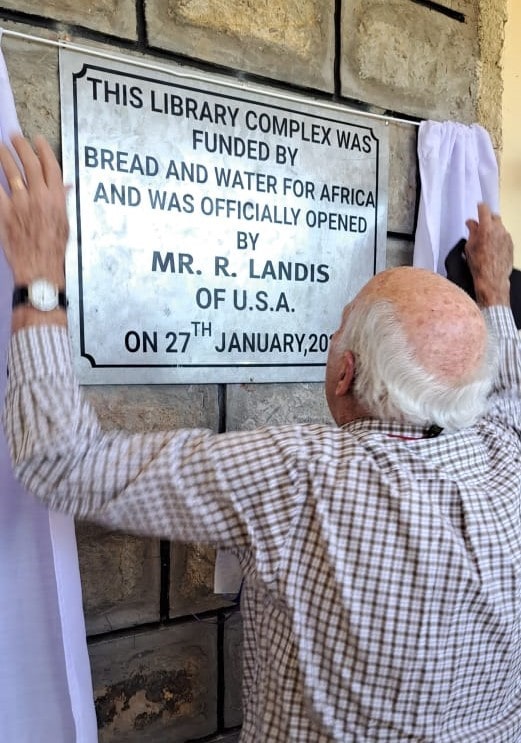 THIS LIBRARY COMPLEX WAS
FUNDED BY
BREAD AND WATER FOR AFRICA
AND WAS OFFICIALLY OPENED
BY
MR. R. LANDIS
OF U.S.A.
ON 27TH JANUARY,20